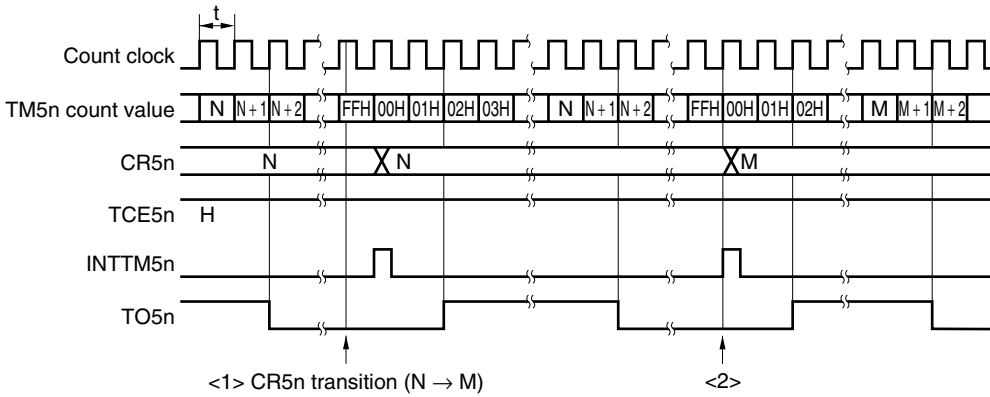 t
Count clock
TM5n count value N N + 1 N + 2 FFH 00H 01H 02H 03H N N + 1 N + 2 FFH 00H 01H 02H M M + 1 M + 2
CR5n N N M
TCE5n H
INTTM5n
TO5n
<1> CR5n transition (N → M) <2>